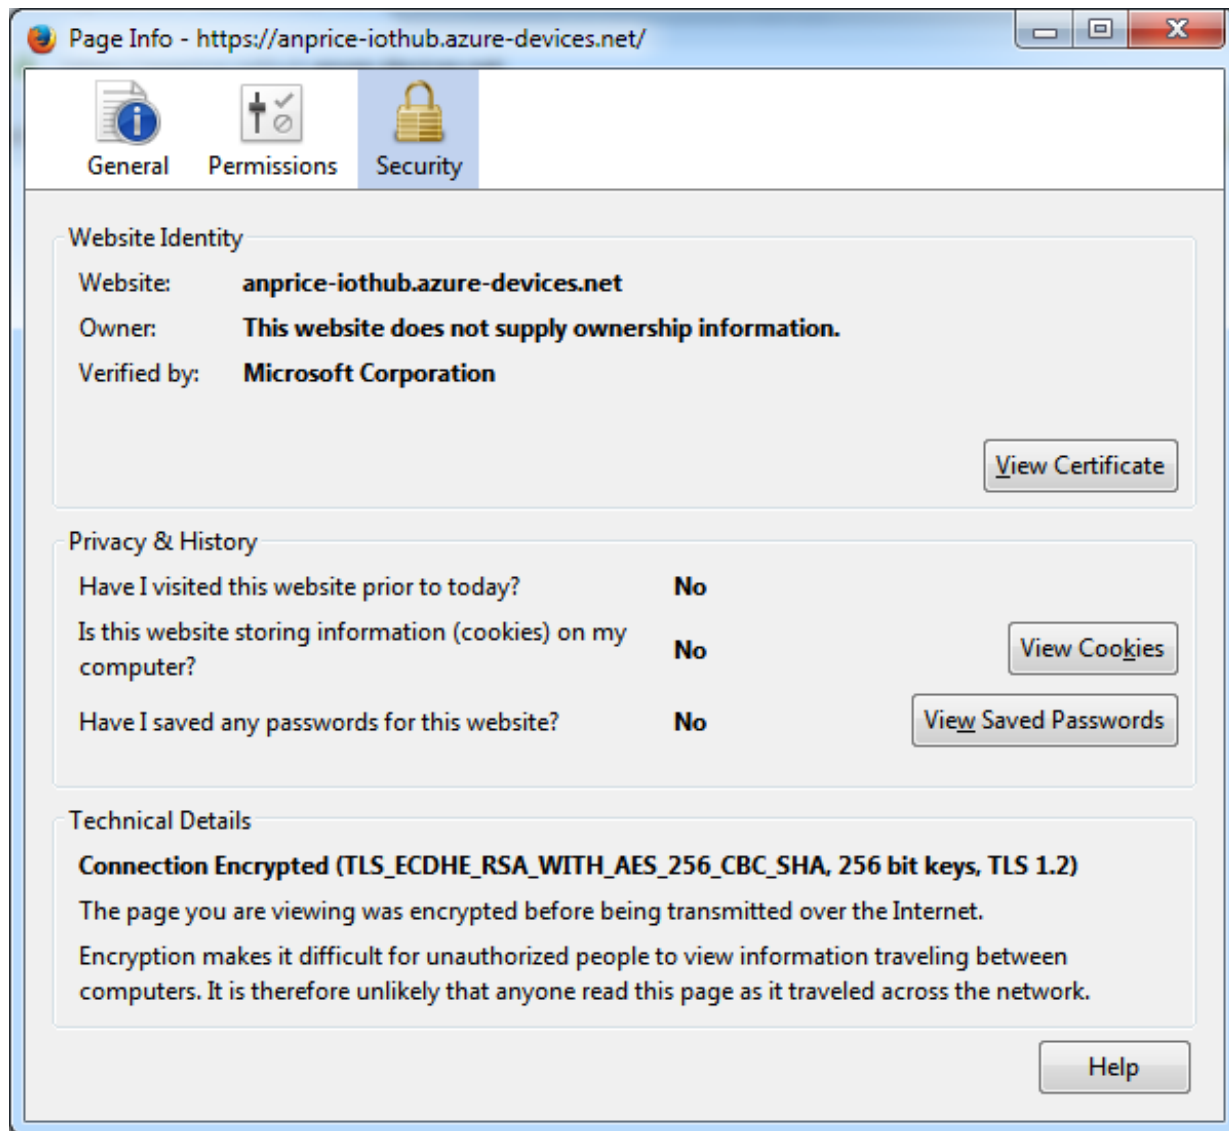 Page Info - https://anprice-iothub.azure-devices.net/
General Permissions Security
Website Identity
Website: anprice-iothub.azure-devices.net
Owner: This website does not supply ownership information.
Verified by: Microsoft Corporation
View Certificate
Privacy & History
Have I visited this website prior to today? No
Is this website storing information (cookies) on my
computer? No View Cookies
Have I saved any passwords for this website? No View Saved Passwords
Technical Details
Connection Encrypted (TLS_ECDHE_RSA_WITH_AES_256_CBC_SHA, 256 bit keys, TLS 1.2)
The page you are viewing was encrypted before being transmitted over the Internet.
Encryption makes it difficult for unauthorized people to view information traveling between
computers. It is therefore unlikely that anyone read this page as it traveled across the network.
Help